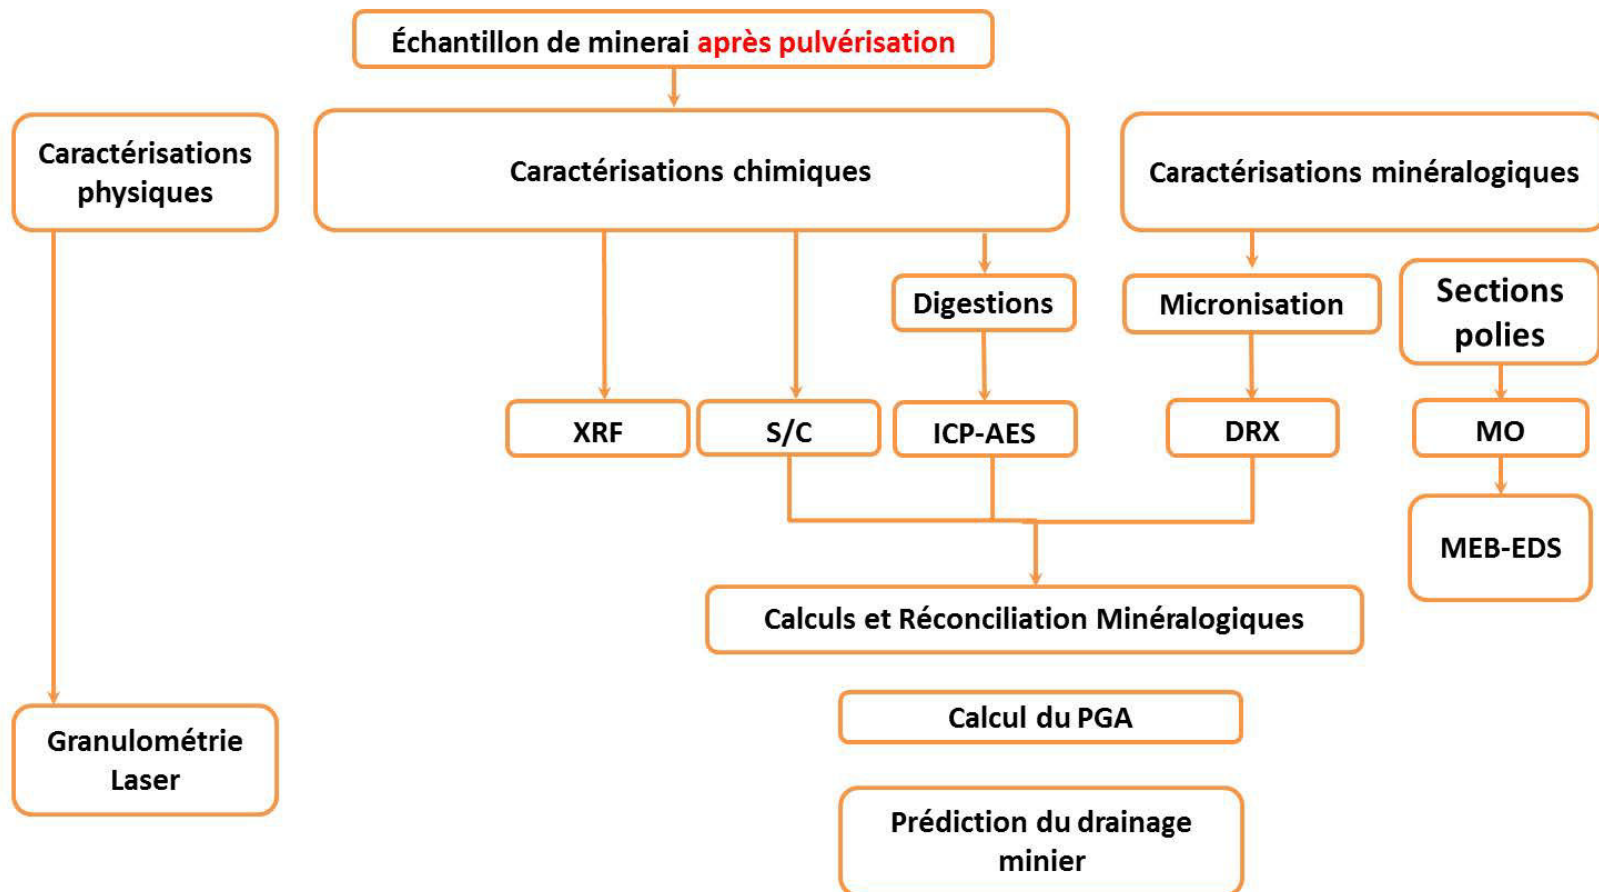 Échantillon de minerai après pulvérisation
Caractérisations
physiques
Caractérisations chimiques
Caractérisations minéralogiques
Digestions
Micronisation
Sections
polies
XRF
S/C
ICP-AES
DRX
MO
MEB-EDS
Calculs et Réconciliation Minéralogiques
Granulométrie
Laser
Calcul du PGA
Prédiction du drainage
minier